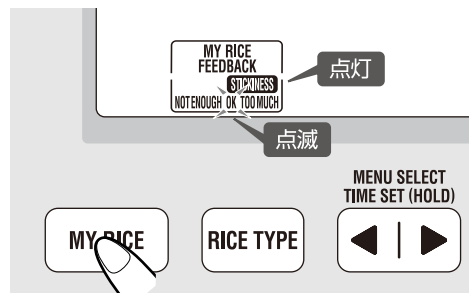 MY RICE
FEEDBACK
STICKINESS
点灯
NOT ENOUGH OK TOO MUCH
点滅
MENU SELECT
TIME SET (HOLD)
MY RICE
RICE TYPE